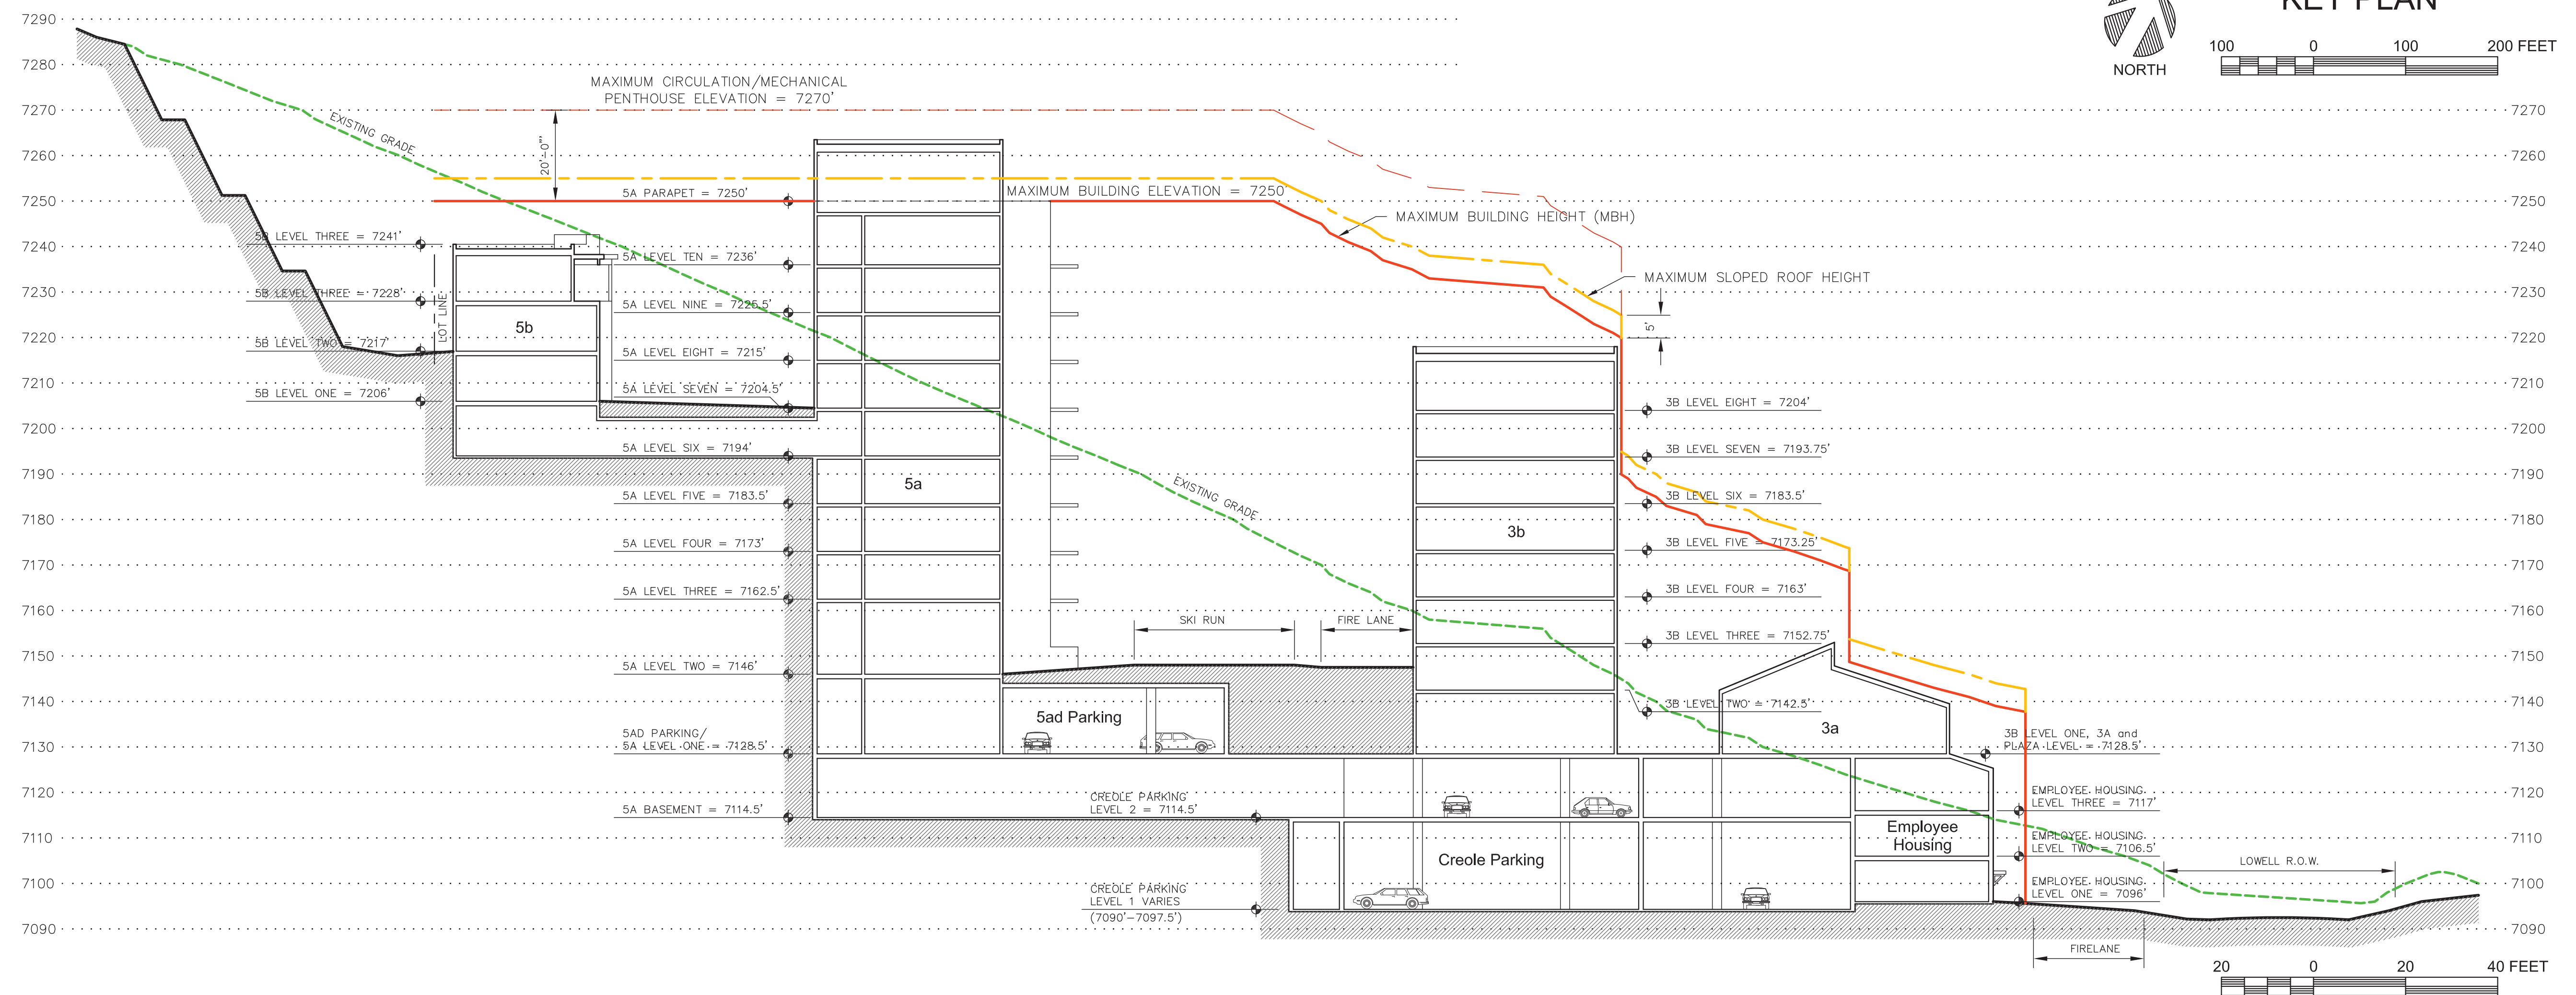 KEY PLAN
NORTH
100 0 100 200 FEET
7290
7280
7270
7260
7250
7240
7230
7220
7210
7200
7190
7180
7170
7160
7150
7140
7130
7120
7110
7100
7090
MAXIMUM CIRCULATION/MECHANICAL
PENTHOUSE ELEVATION = 7270'
EXISTING GRADE
20'-0"
5A PARAPET = 7250'
MAXIMUM BUILDING ELEVATION = 7250'
MAXIMUM BUILDING HEIGHT (MBH)
MAXIMUM SLOPED ROOF HEIGHT
5'
5B LEVEL THREE = 7241'
5B LEVEL THREE = 7228'
5B LEVEL TWO = 7217'
5B LEVEL ONE = 7206'
LOT LINE
5b
5A LEVEL TEN = 7236'
5A LEVEL NINE = 7225.5'
5A LEVEL EIGHT = 7215'
5A LEVEL SEVEN = 7204.5'
5A LEVEL SIX = 7194'
5A LEVEL FIVE = 7183.5'
5A LEVEL FOUR = 7173'
5A LEVEL THREE = 7162.5'
5A LEVEL TWO = 7146'
5AD PARKING/
5A LEVEL ONE = 7128.5'
5A BASEMENT = 7114.5'
5a
EXISTING GRADE
SKI RUN
FIRE LANE
5ad Parking
CREOLE PARKING
LEVEL 2 = 7114.5'
CREOLE PARKING
LEVEL 1 VARIES
(7090'-7097.5')
Creole Parking
3b
3B LEVEL EIGHT = 7204'
3B LEVEL SEVEN = 7193.75'
3B LEVEL SIX = 7183.5'
3B LEVEL FIVE = 7173.25'
3B LEVEL FOUR = 7163'
3B LEVEL THREE = 7152.75'
3B LEVEL TWO = 7142.5'
3a
3B LEVEL ONE, 3A and
PLAZA LEVEL = 7128.5'
Employee
Housing
EMPLOYEE HOUSING
LEVEL THREE = 7117'
EMPLOYEE HOUSING
LEVEL TWO = 7106.5'
EMPLOYEE HOUSING
LEVEL ONE = 7096'
LOWELL R.O.W.
FIRELANE
7270
7260
7250
7240
7230
7220
7210
7200
7190
7180
7170
7160
7150
7140
7130
7120
7110
7100
7090
20 0 20 40 FEET